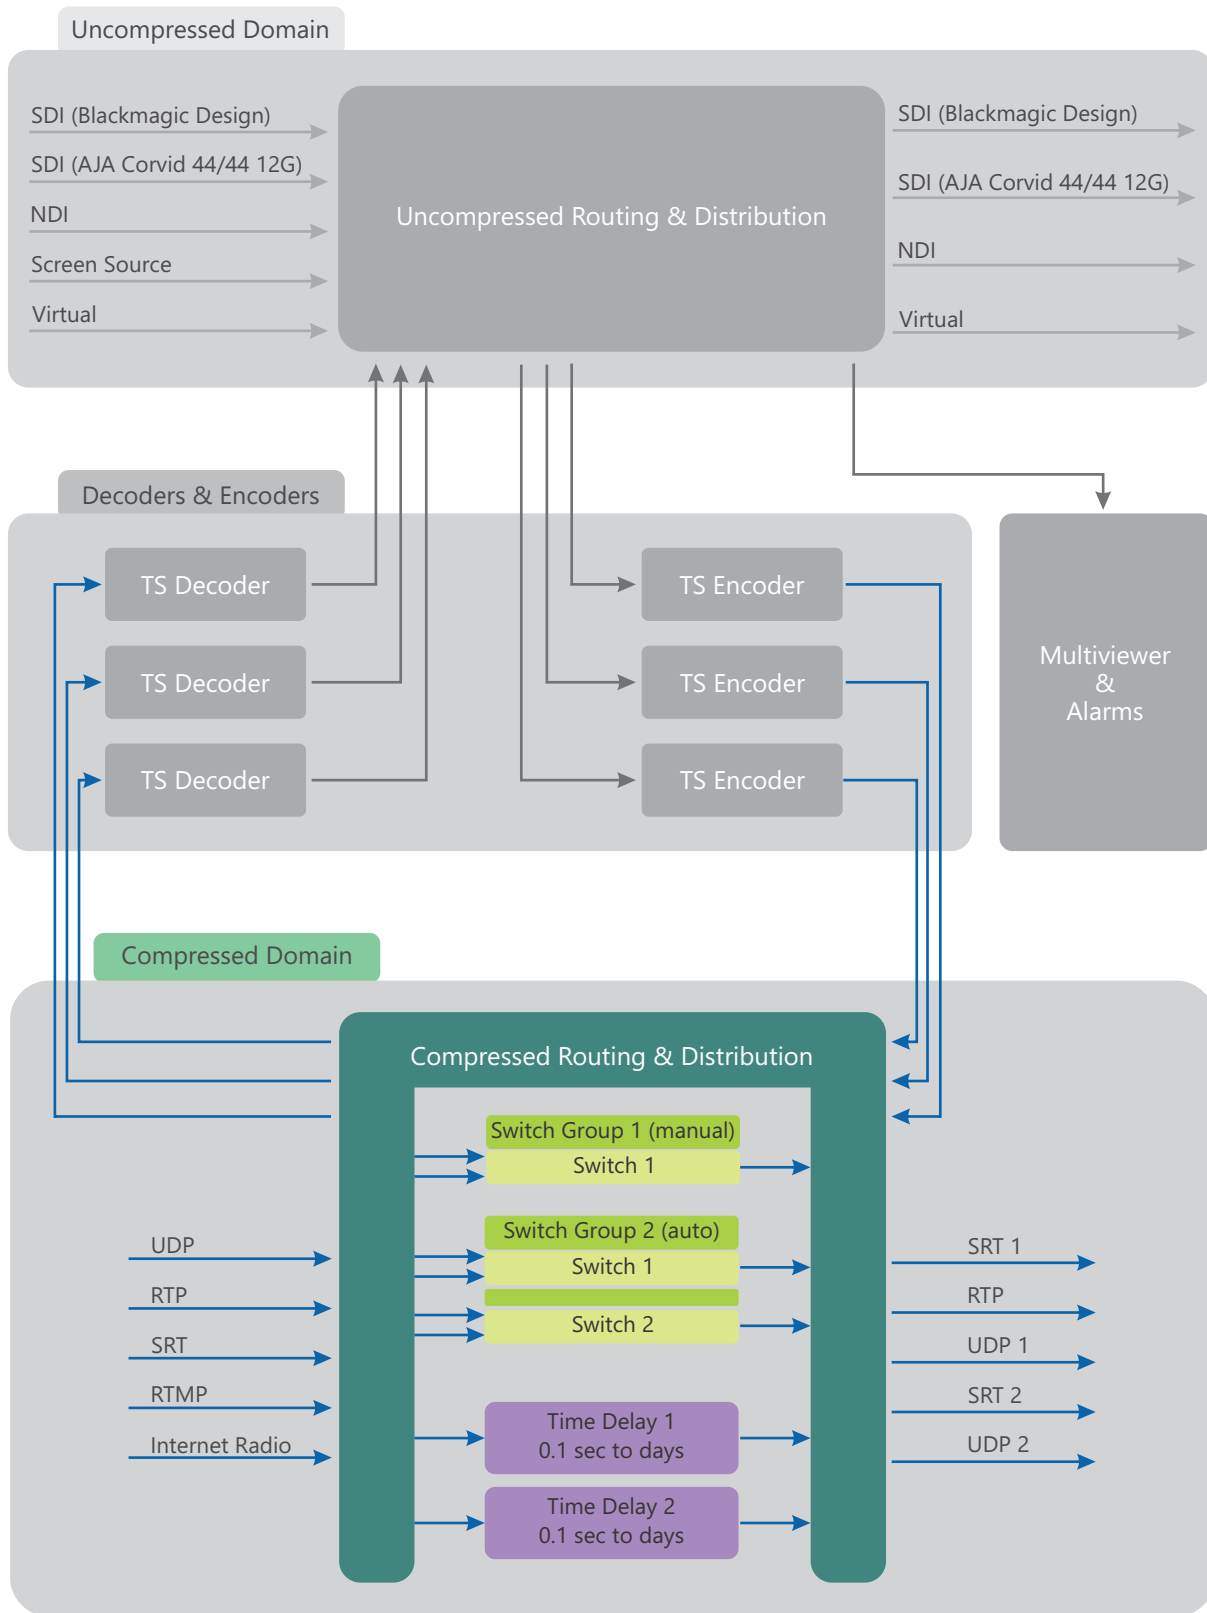 Uncompressed Domain
SDI (Blackmagic Design)
SDI (AJA Corvid 44/44 12G)
NDI
Screen Source
Virtual
Uncompressed Routing & Distribution
SDI (Blackmagic Design)
SDI (AJA Corvid 44/44 12G)
NDI
Virtual
Decoders & Encoders
TS Decoder
TS Decoder
TS Decoder
TS Encoder
TS Encoder
TS Encoder
Multiviewer
&
Alarms
Compressed Domain
Compressed Routing & Distribution
Switch Group 1 (manual)
Switch 1
Switch Group 2 (auto)
Switch 1
Switch 2
Time Delay 1
0.1 sec to days
Time Delay 2
0.1 sec to days
UDP
RTP
SRT
RTMP
Internet Radio
SRT 1
RTP
UDP 1
SRT 2
UDP 2